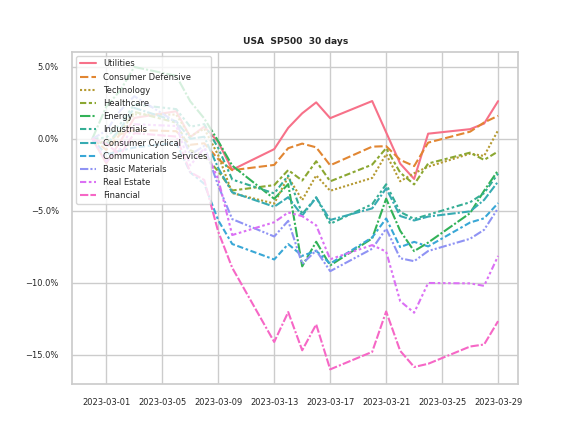 USA  SP500  30 days
5.0%
0.0%
−5.0%
−10.0%
−15.0%
Utilities
Consumer Defensive
Technology
Healthcare
Energy
Industrials
Consumer Cyclical
Communication Services
Basic Materials
Real Estate
Financial
2023-03-01
2023-03-05
2023-03-09
2023-03-13
2023-03-17
2023-03-21
2023-03-25
2023-03-29